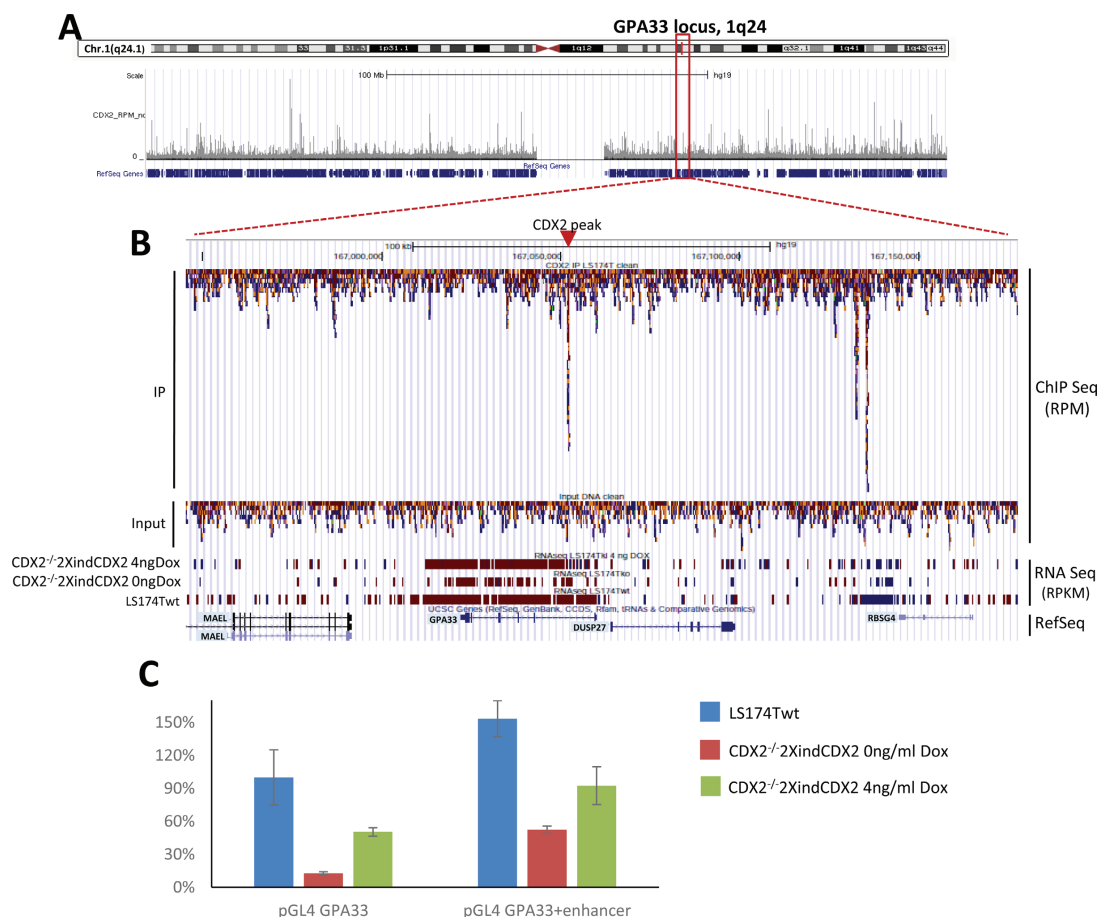 A
GPA33 locus, 1q24
Chr.1(q24.1)
33
31.3
1p31.1
1q12
q32.1
1q41
1q43
q44
Scale
100 Mb
hg19
CDX2_RPM_no
0
RefSeq Genes
RefSeq Genes
B
CDX2 peak
100 kb
hg19
167,000,000
167,050,000
167,100,000
167,150,000
CDX2 IP LS174T clean
IP
ChIP Seq
(RPM)
Input DNA clean
Input
RNAseq LS174Tki 4 ng DOX
CDX2-/-2XindCDX2 4ngDox
RNAseq LS174Tko
CDX2-/-2XindCDX2 0ngDox
RNAseq LS174Twt
LS174Twt
RNA Seq
(RPKM)
UCSC Genes (RefSeq, GenBank, CCDS, Rfam, tRNAs & Comparative Genomics)
MAEL
GPA33
DUSP27
RBSG4
MAEL
RefSeq
C
150%
120%
90%
60%
30%
0%
pGL4 GPA33
pGL4 GPA33+enhancer
LS174Twt
CDX2-/-2XindCDX2 0ng/ml Dox
CDX2-/-2XindCDX2 4ng/ml Dox